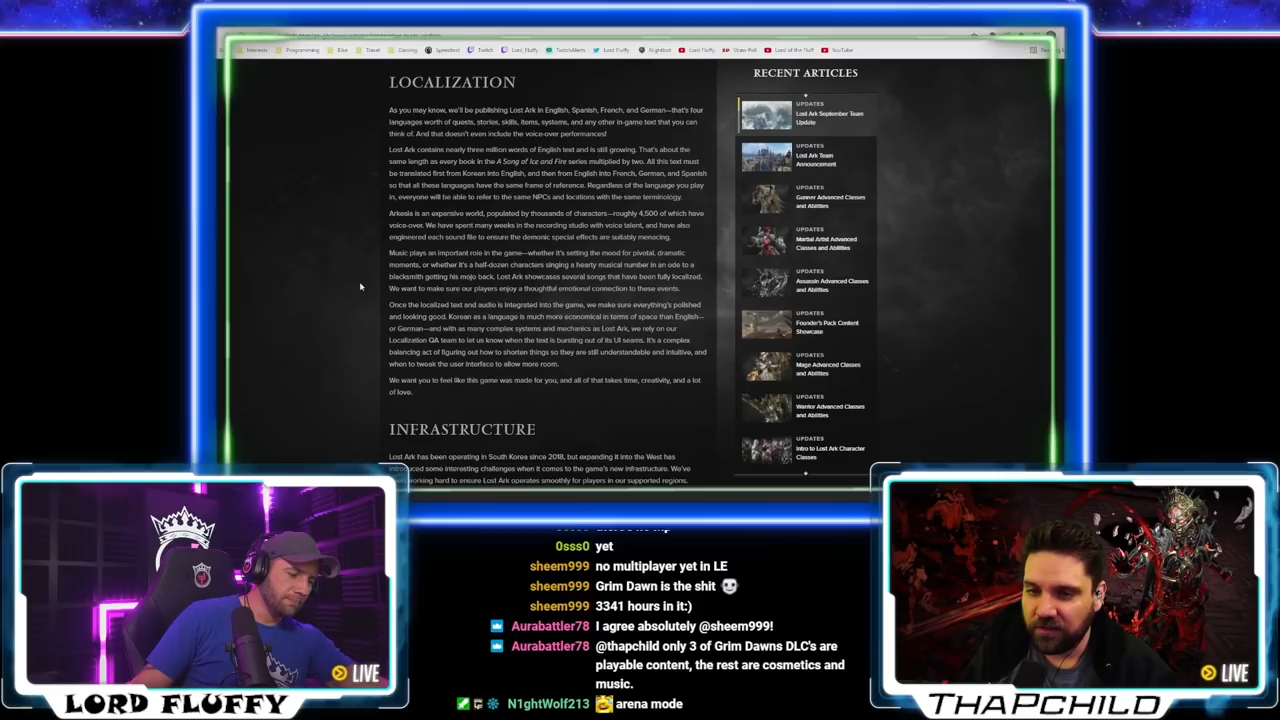 Interests
Programming
Bike
Travel
Gaming
Speedtest
Twitch
Lord_Fluffy
TwitchAlerts
Lord Fluffy
Nightbot
Lord Fluffy
Straw Poll
Lord of the Fluff
YouTube
LOCALIZATION
As you may know, we'll be publishing Lost Ark in English, Spanish, French, and German—that's four
languages worth of quests, stories, skills, items, systems, and any other in-game text that you can
think of. And that doesn't even include the voice-over performances!
Lost Ark contains nearly three million words of English text and is still growing. That's about the
same length as every book in the A Song of Ice and Fire series multiplied by two. All this text must
be translated first from Korean into English, and then from English into French, German, and Spanish
so that all these languages have the same frame of reference. Regardless of the language you play
in, everyone will be able to refer to the same NPCs and locations with the same terminology.
Arkesia is an expansive world, populated by thousands of characters—roughly 4,500 of which have
voice-over. We have spent many weeks in the recording studio with voice talent, and have also
engineered each sound file to ensure the demonic special effects are suitably menacing.
Music plays an important role in the game—whether it's setting the mood for pivotal, dramatic
moments, or whether it's a half-dozen characters singing a hearty musical number in an ode to a
blacksmith getting his mojo back. Lost Ark showcases several songs that have been fully localized.
We want to make sure our players enjoy a thoughtful emotional connection to these events.
Once the localized text and audio is integrated into the game, we make sure everything's polished
and looking good. Korean as a language is much more economical in terms of space than English—
or German—and with as many complex systems and mechanics as Lost Ark, we rely on our
Localization QA team to let us know when the text is bursting out of its UI seams. It's a complex
balancing act of figuring out how to shorten things so they are still understandable and intuitive, and
when to tweak the user interface to allow more room.
We want you to feel like this game was made for you, and all of that takes time, creativity, and a lot
of love.
INFRASTRUCTURE
Lost Ark has been operating in South Korea since 2018, but expanding it into the West has
introduced some interesting challenges when it comes to the game's new infrastructure. We've
working hard to ensure Lost Ark operates smoothly for players in our supported regions.
RECENT ARTICLES
UPDATES
Lost Ark September Team
Update
UPDATES
Lost Ark Team
Announcement
UPDATES
Gunner Advanced Classes
and Abilities
UPDATES
Martial Artist Advanced
Classes and Abilities
UPDATES
Assassin Advanced Classes
and Abilities
UPDATES
Founder's Pack Content
Showcase
UPDATES
Mage Advanced Classes
and Abilities
UPDATES
Warrior Advanced Classes
and Abilities
UPDATES
Intro to Lost Ark Character
Classes
0sss0 yet
sheem999 no multiplayer yet in LE
sheem999 Grim Dawn is the shit
sheem999 3341 hours in it:)
Aurabattler78 I agree absolutely @sheem999!
Aurabattler78 @thapchild only 3 of Grim Dawns DLC's are
playable content, the rest are cosmetics and
music.
N1ghtWolf213 arena mode
LIVE
LORD FLUFFY
LIVE
THAPCHILD